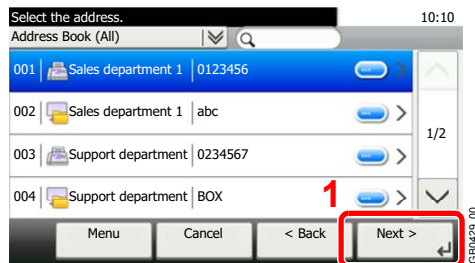 Select the address. 10:10
Address Book (All)
001 Sales department 1 0123456
002 Sales department 1 abc
1/2
003 Support department 0234567
004 Support department BOX 1
Menu Cancel < Back Next >
GB0429_00